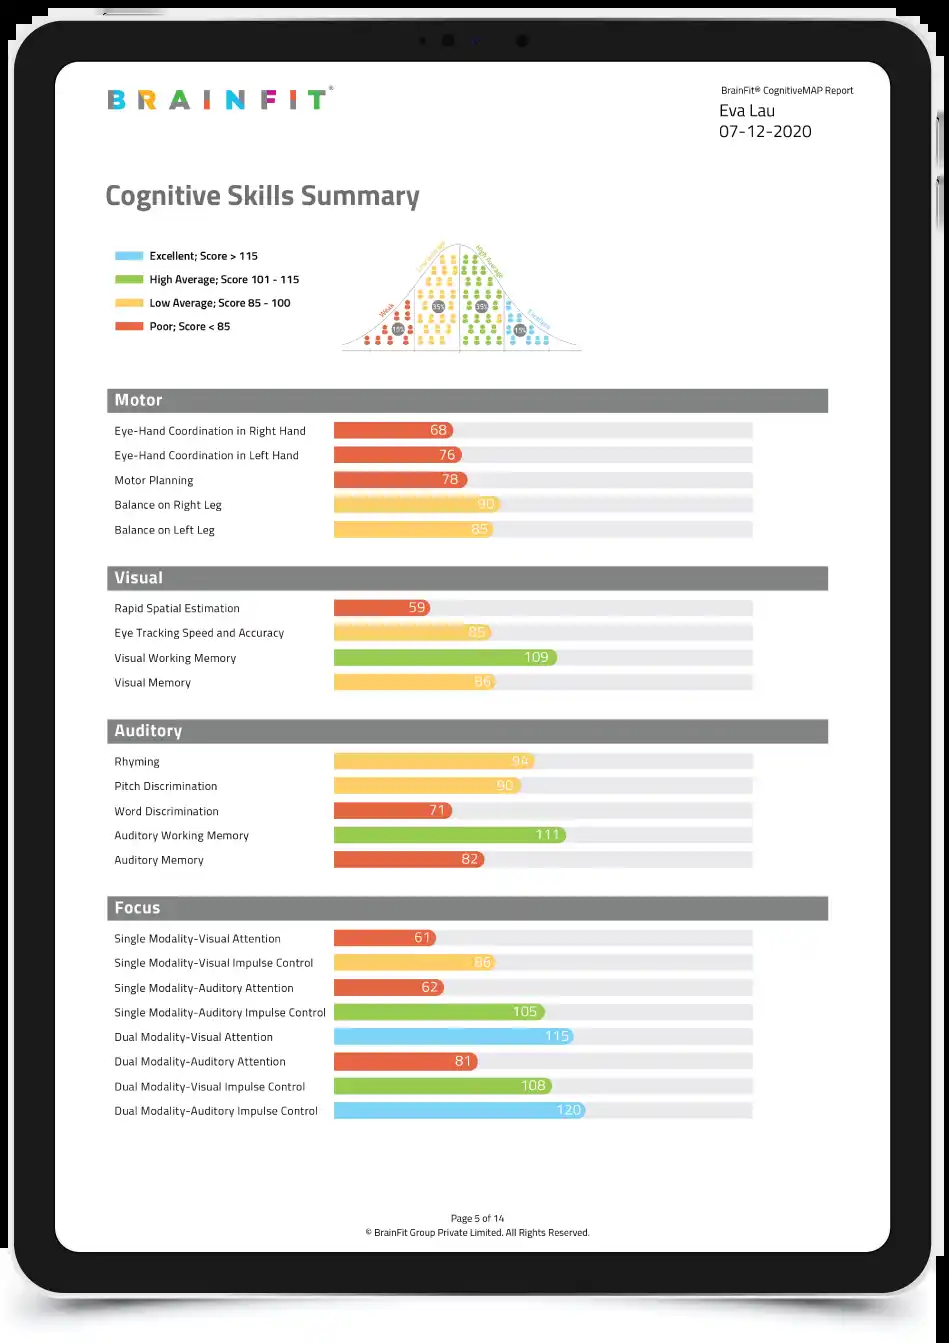 BRAINFIT®
BrainFit® CognitiveMAP Report
Eva Lau
07-12-2020
Cognitive Skills Summary
Excellent; Score > 115
High Average; Score 101 - 115
Low Average; Score 85 - 100
Poor; Score < 85
Weak
High Average
Excellent
15%
35%
35%
15%
Motor
Eye-Hand Coordination in Right Hand 68
Eye-Hand Coordination in Left Hand 76
Motor Planning 78
Balance on Right Leg 90
Balance on Left Leg 85
Visual
Rapid Spatial Estimation 59
Eye Tracking Speed and Accuracy 85
Visual Working Memory 109
Visual Memory 86
Auditory
Rhyming 94
Pitch Discrimination 90
Word Discrimination 71
Auditory Working Memory 111
Auditory Memory 82
Focus
Single Modality-Visual Attention 61
Single Modality-Visual Impulse Control 86
Single Modality-Auditory Attention 62
Single Modality-Auditory Impulse Control 105
Dual Modality-Visual Attention 115
Dual Modality-Auditory Attention 81
Dual Modality-Visual Impulse Control 108
Dual Modality-Auditory Impulse Control 120
Page 5 of 14
© BrainFit Group Private Limited. All Rights Reserved.